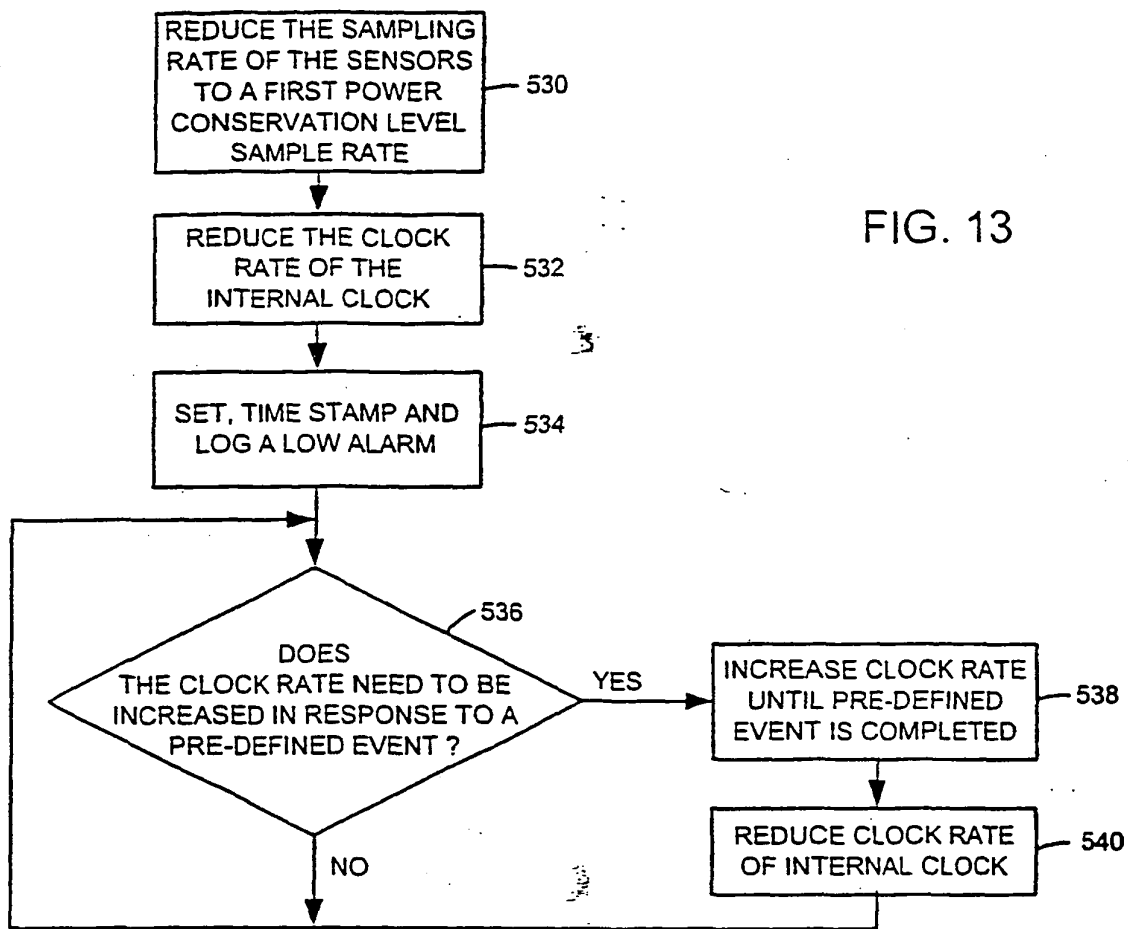 REDUCE THE SAMPLING
RATE OF THE SENSORS
TO A FIRST POWER
CONSERVATION LEVEL
SAMPLE RATE
530
REDUCE THE CLOCK
RATE OF THE
INTERNAL CLOCK
532
FIG. 13
SET, TIME STAMP AND
LOG A LOW ALARM
534
536
DOES
THE CLOCK RATE NEED TO BE
INCREASED IN RESPONSE TO A
PRE-DEFINED EVENT ?
YES
NO
INCREASE CLOCK RATE
UNTIL PRE-DEFINED
EVENT IS COMPLETED
538
REDUCE CLOCK RATE
OF INTERNAL CLOCK
540